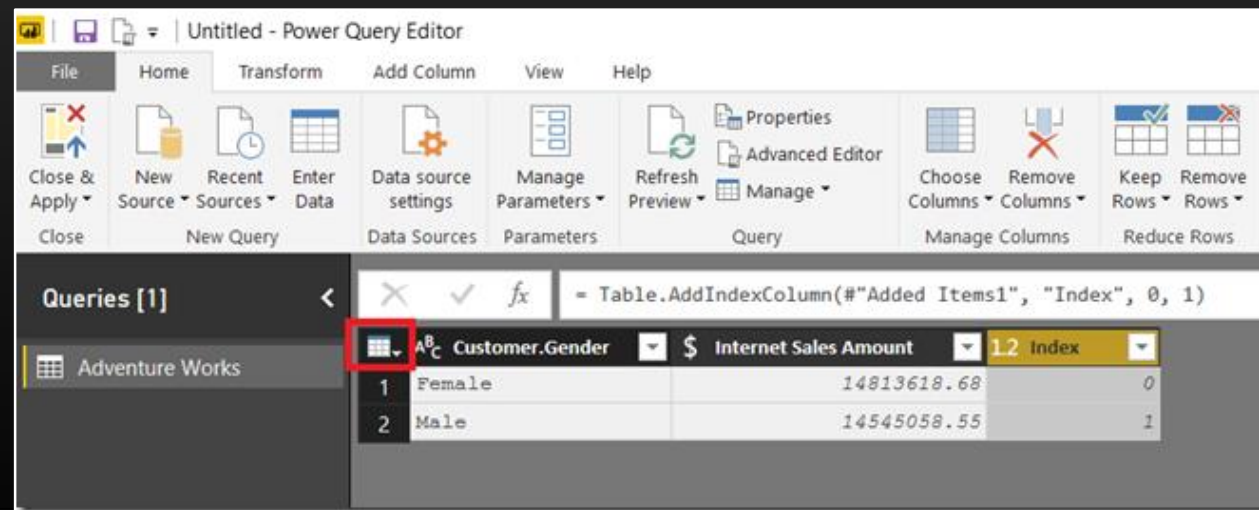 Untitled - Power Query Editor
File Home Transform Add Column View Help
Close & Apply
New Source
Recent Sources
Enter Data
Data source settings
Manage Parameters
Refresh Preview
Properties
Advanced Editor
Manage
Choose Columns
Remove Columns
Keep Rows
Remove Rows
Close New Query Data Sources Parameters Query Manage Columns Reduce Rows
Queries [1]
fx = Table.AddIndexColumn(#"Added Items1", "Index", 0, 1)
Adventure Works
ABC Customer.Gender $ Internet Sales Amount 1.2 Index
1 Female 14813618.68 0
2 Male 14545058.55 1